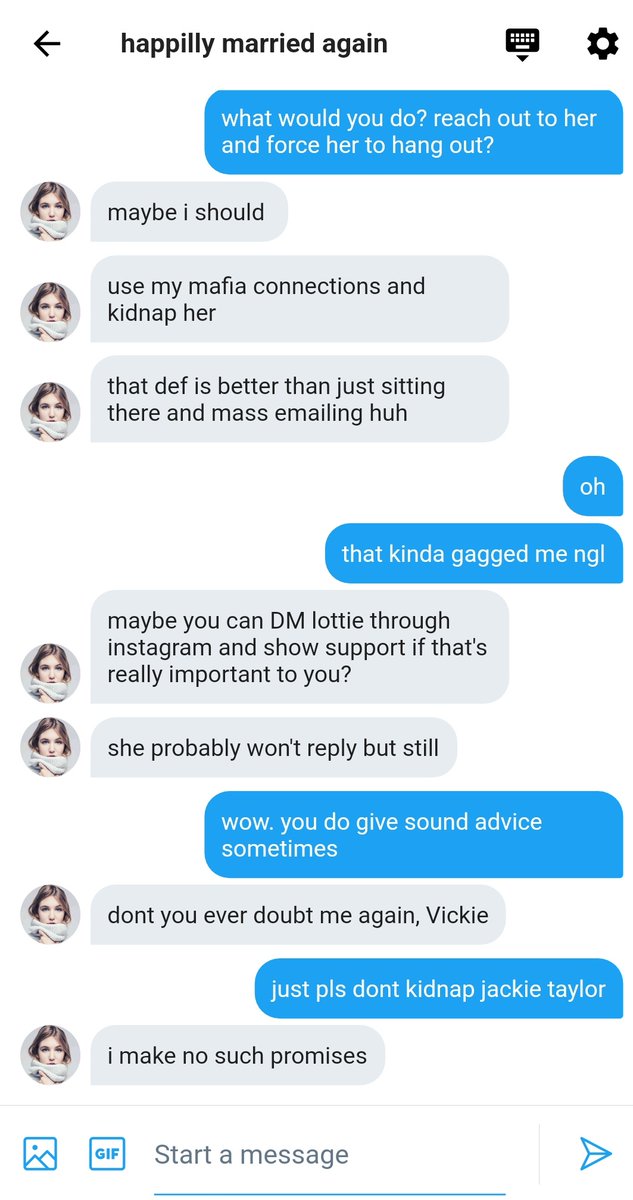 happilly married again
what would you do? reach out to her
and force her to hang out?
maybe i should
use my mafia connections and
kidnap her
that def is better than just sitting
there and mass emailing huh
oh
that kinda gagged me ngl
maybe you can DM lottie through
instagram and show support if that's
really important to you?
she probably won't reply but still
wow. you do give sound advice
sometimes
dont you ever doubt me again, Vickie
just pls dont kidnap jackie taylor
i make no such promises
GIF
Start a message